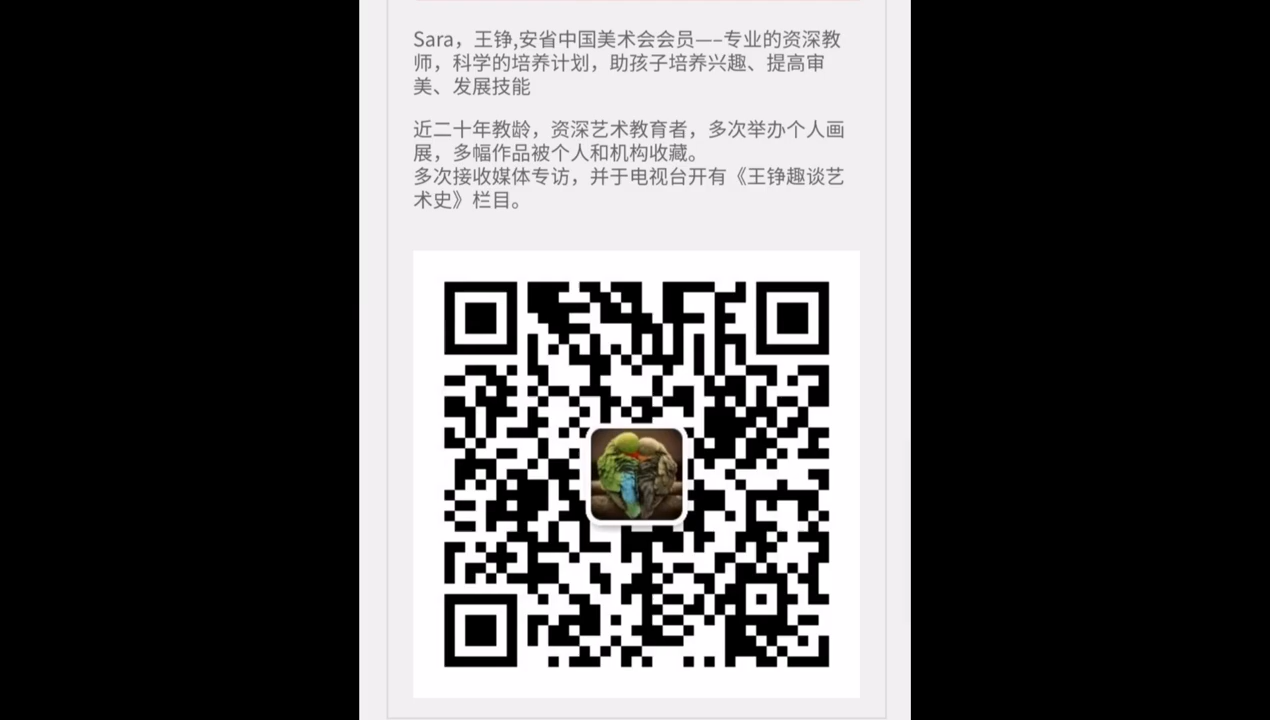 Sara，王铮,安省中国美术会会员—–专业的资深教
师，科学的培养计划，助孩子培养兴趣、提高审
美、发展技能
近二十年教龄，资深艺术教育者，多次举办个人画
展，多幅作品被个人和机构收藏。
多次接收媒体专访，并于电视台开有《王铮趣谈艺
术史》栏目。